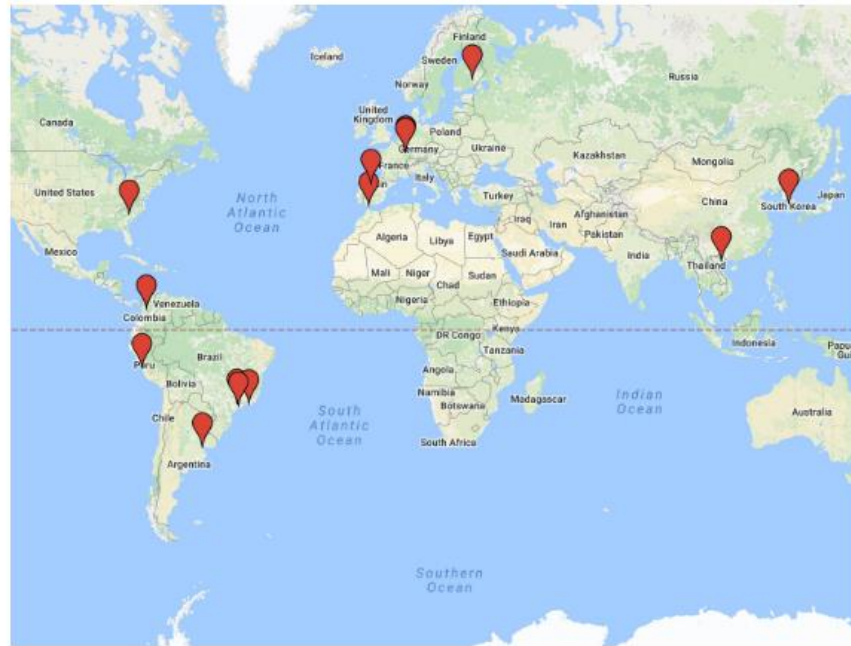 Iceland
Finland
Sweden
Norway
Russia
Canada
United
Kingdom
Poland
Germany
Ukraine
Kazakhstan
Mongolia
France
Italy
United States
North
Atlantic
Ocean
in
Turkey
China
South Korea
Japan
Iraq
Iran
Afghanistan
Pakistan
Mexico
Algeria
Libya
Egypt
Saudi Arabia
India
Thailand
Mali
Niger
Chad
Sudan
Venezuela
Nigeria
Ethiopia
Colombia
DR Congo
Kenya
Indonesia
Papu
Gui
Tanzania
Peru
Brazil
Angola
Bolivia
Namibia
Botswana
Madagascar
Indian
Ocean
Chile
South
Atlantic
Ocean
Australia
South Africa
Argentina
Southern
Ocean